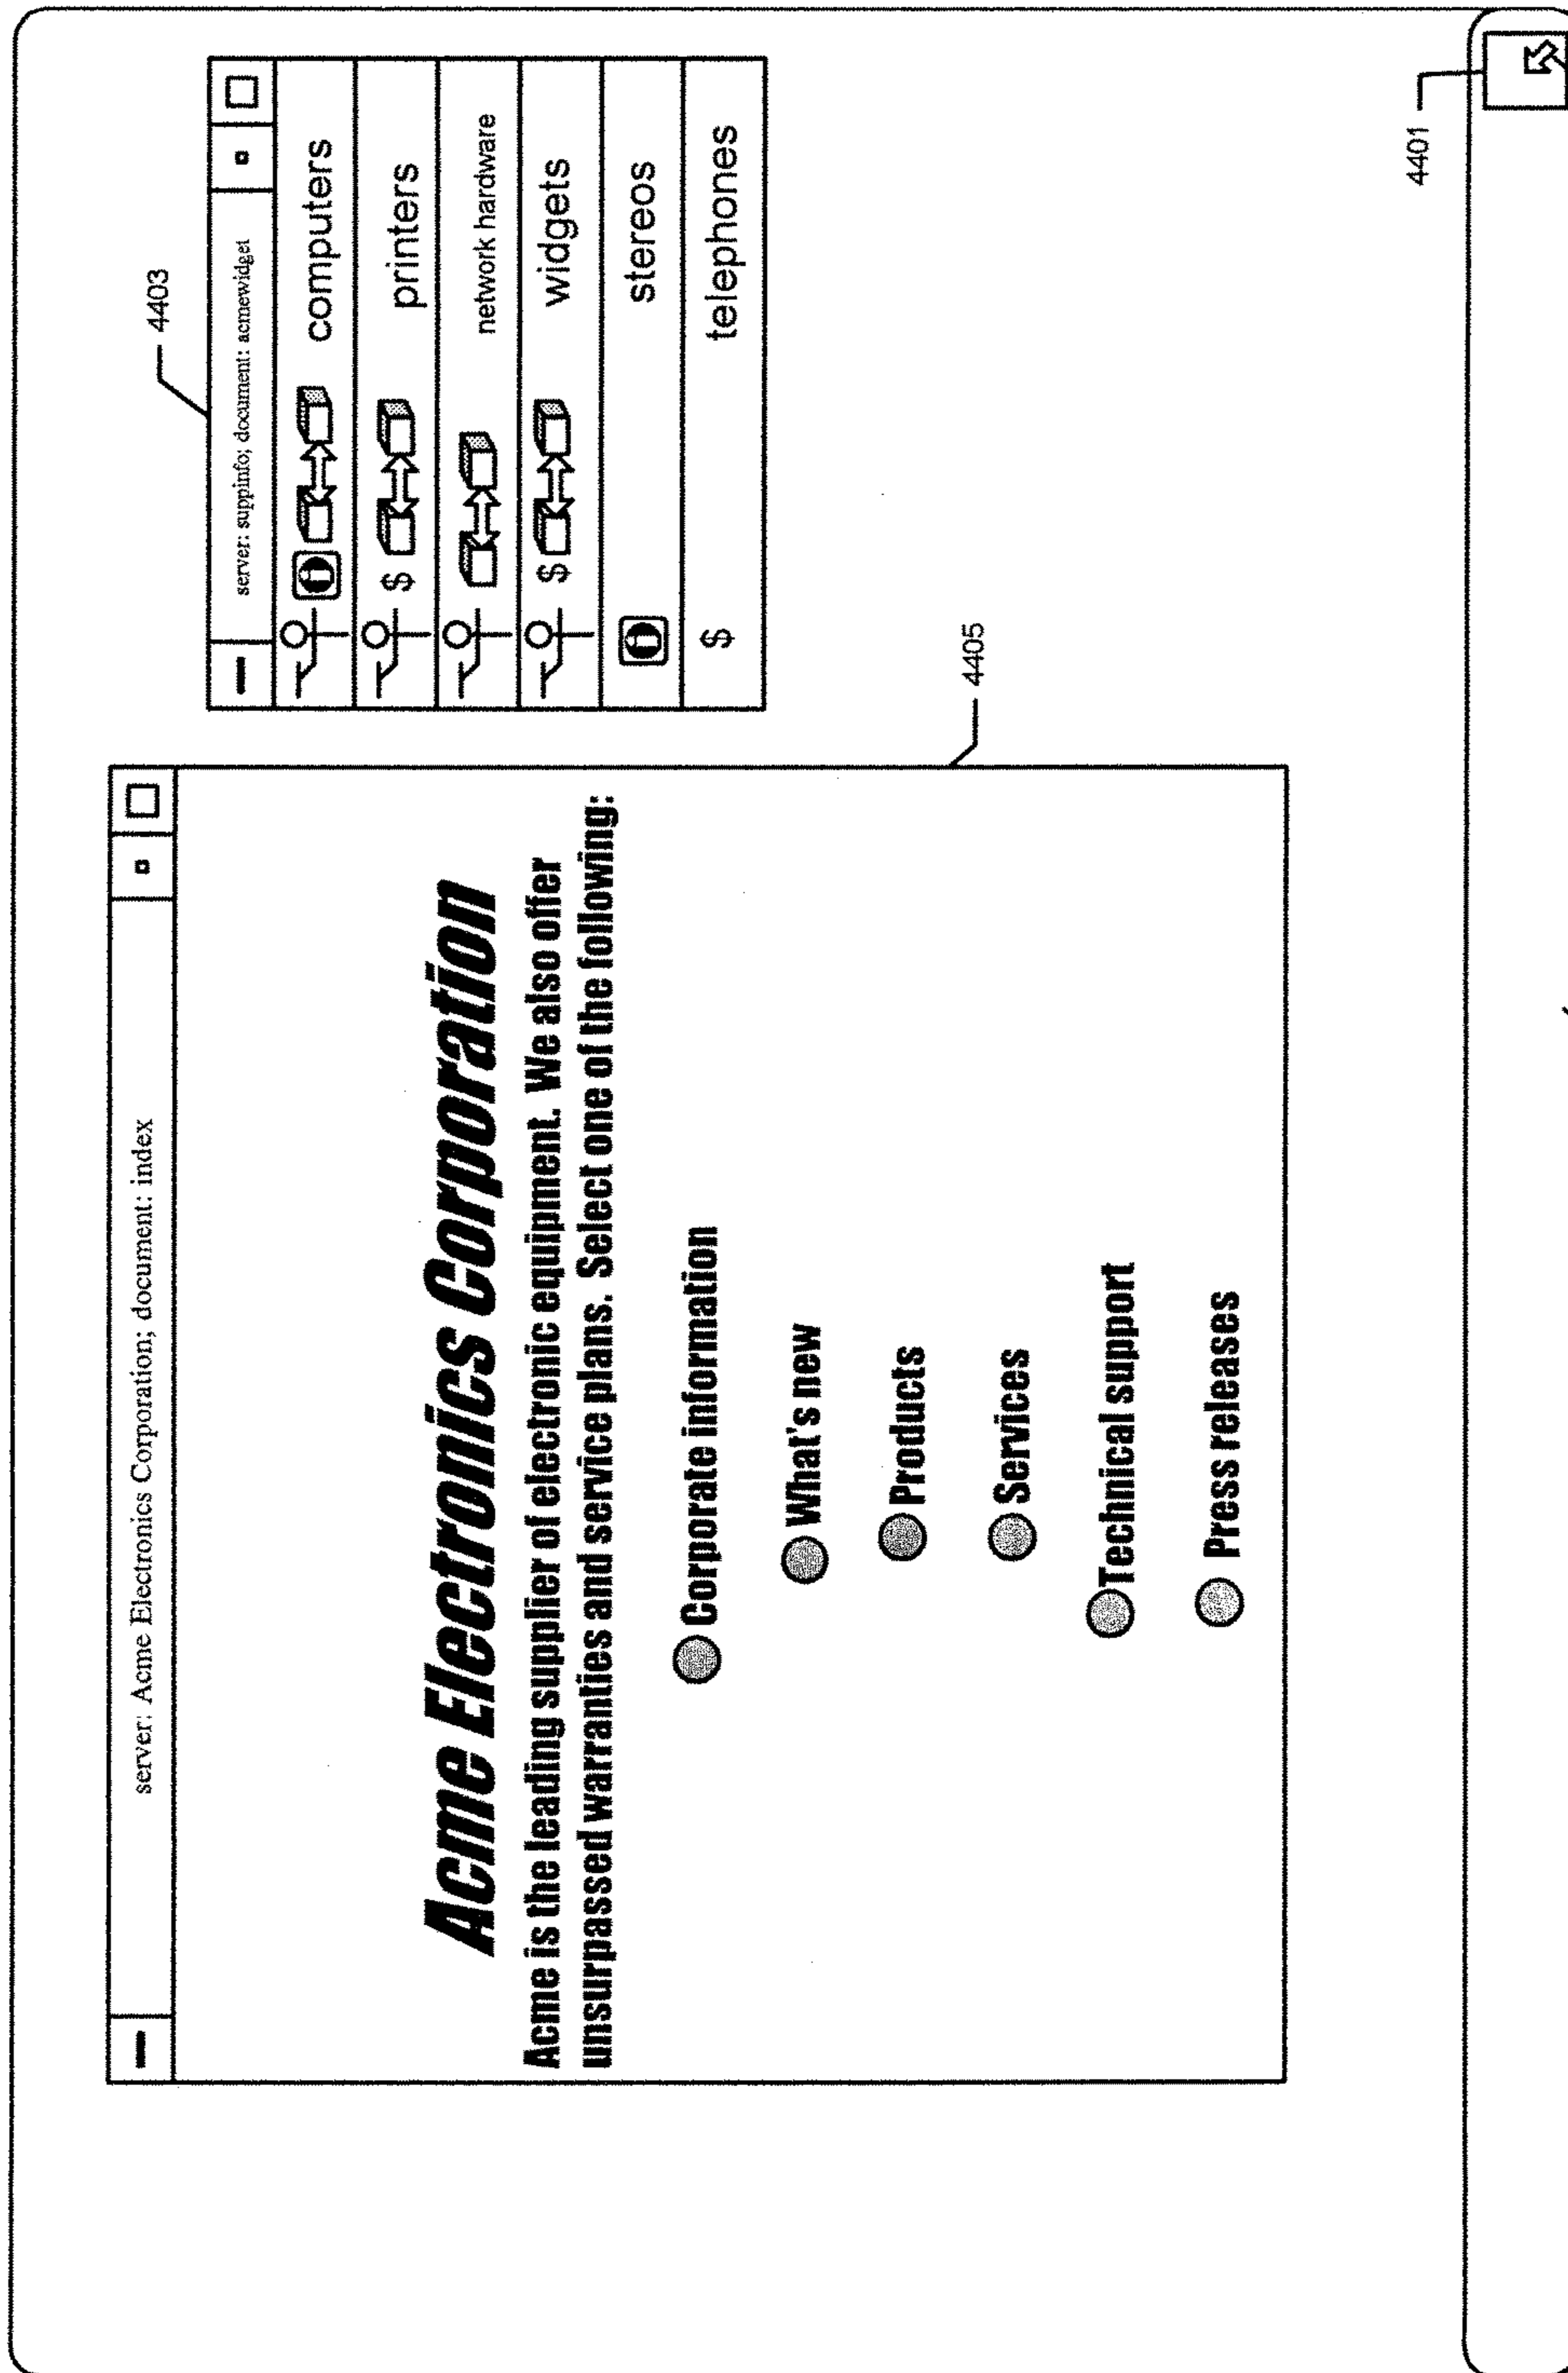 server: Acme Electronics Corporation; document: index
Acme Electronics Corporation
Acme is the leading supplier of electronic equipment. We also offer
unsurpassed warranties and service plans. Select one of the following:
Corporate information
What's new
Products
Services
Technical support
Press releases
4405
4403
server: suppinfo; document: acmewidget
computers
$ printers
network hardware
$ widgets
stereos
$ telephones
4401